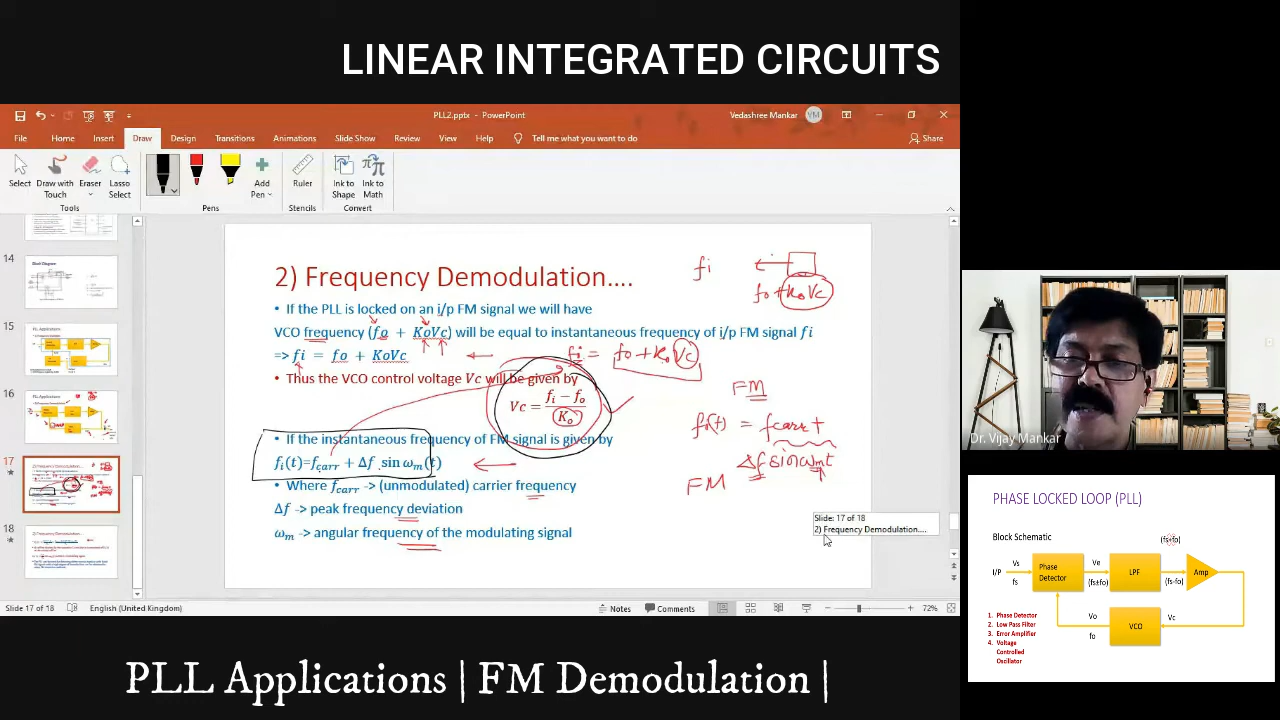 LINEAR INTEGRATED CIRCUITS
PLL2.pptx - PowerPoint
Vedashree Mankar
VM
File Home Insert Draw Design Transitions Animations Slide Show Review View Help Tell me what you want to do
Share
Select
Draw with Touch
Eraser
Lasso Select
Add Pen
Ruler
Ink to Shape
Ink to Math
Tools
Pens
Stencils
Convert
14
15
16
17
18
2) Frequency Demodulation....
• If the PLL is locked on an i/p FM signal we will have
VCO frequency (fo + KoVc) will be equal to instantaneous frequency of i/p FM signal fi
=> fi = fo + KoVc
• Thus the VCO control voltage Vc will be given by
Vc = fi − fo / Ko
• If the instantaneous frequency of FM signal is given by
fi(t)=fcarr + Δf sin ωm(t)
• Where fcarr -> (unmodulated) carrier frequency
Δf -> peak frequency deviation
ωm -> angular frequency of the modulating signal
fi
fo + KoVc
fi = fo + KoVc
FM
= fcarr +
Δf sin ωmt
FM
Slide: 17 of 18
2) Frequency Demodulation....
Slide 17 of 18
English (United States)
Notes
Comments
72%
Dr. Vijay Mankar
PHASE LOCKED LOOP (PLL)
Block Schematic
(fs+fo)
I/P
Vs
fs
Phase Detector
Ve
(fs±fo)
LPF
(fs-fo)
Amp
Vo
fo
VCO
Vc
1. Phase Detector
2. Low Pass Filter
3. Error Amplifier
4. Voltage
Controlled
Oscillator
PLL Applications | FM Demodulation |